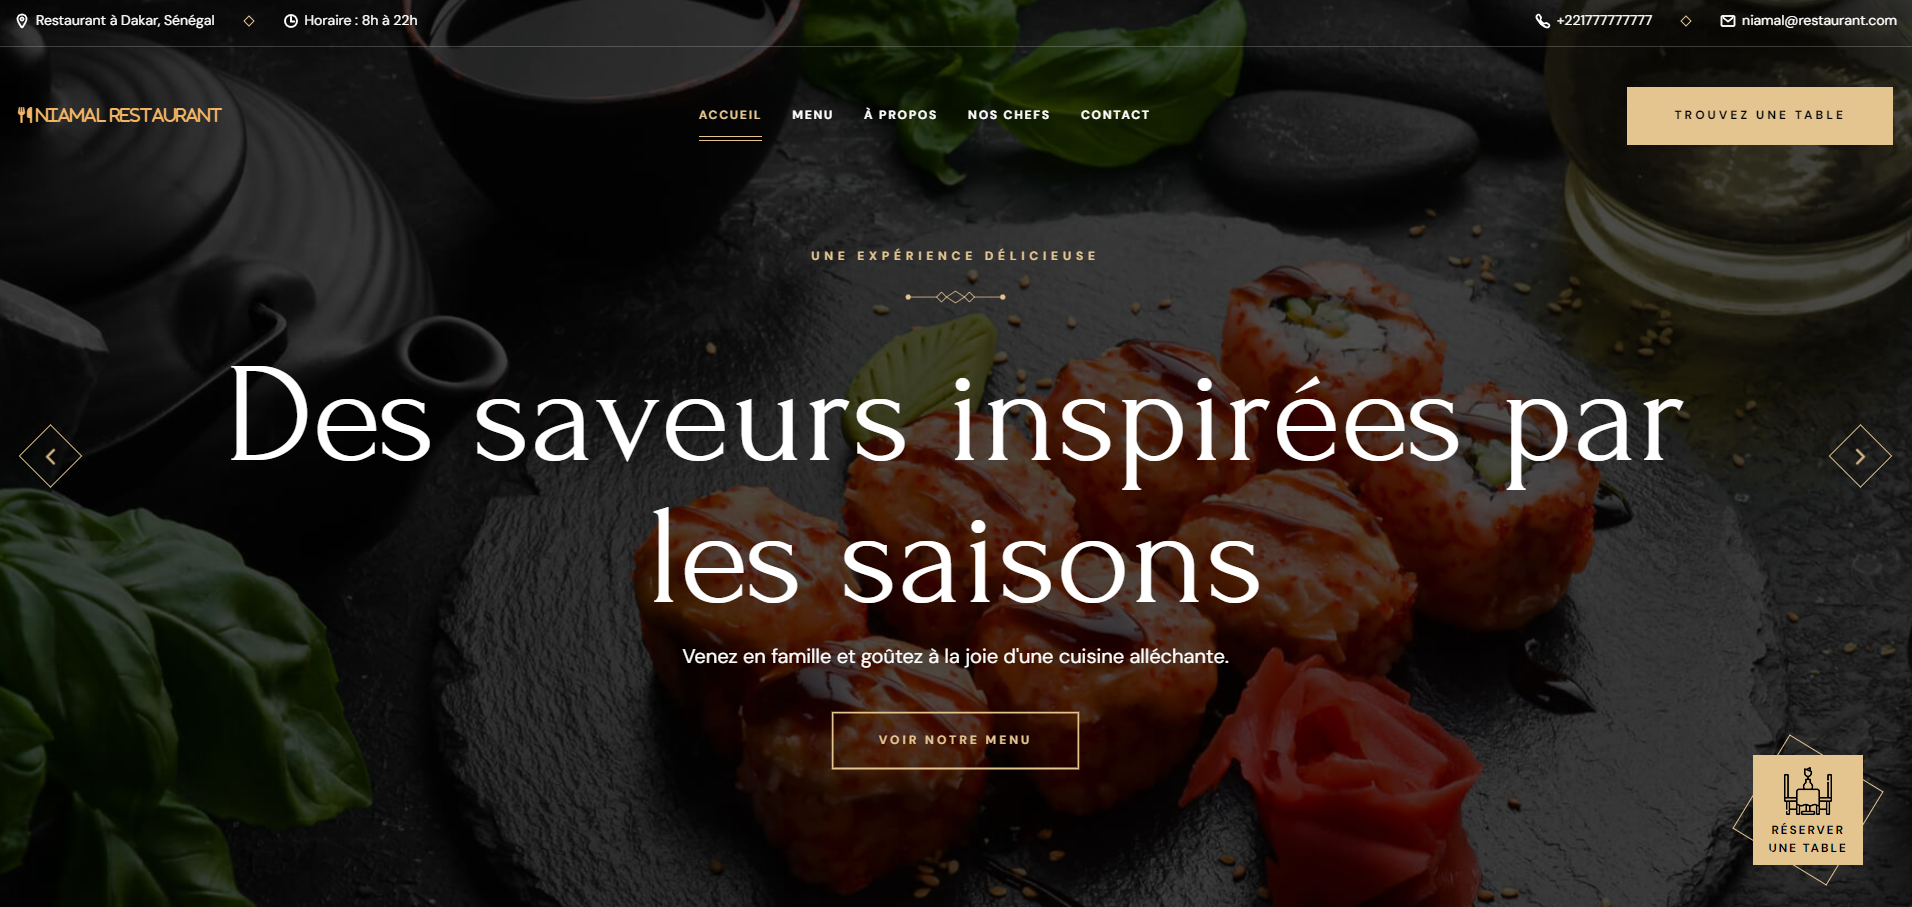 Restaurant à Dakar, Sénégal
Horaire : 8h à 22h
+221777777777
niamal@restaurant.com
NIAMAL RESTAURANT
ACCUEIL
MENU
À PROPOS
NOS CHEFS
CONTACT
TROUVEZ UNE TABLE
UNE EXPÉRIENCE DÉLICIEUSE
Des saveurs inspirées par
les saisons
Venez en famille et goûtez à la joie d'une cuisine alléchante.
VOIR NOTRE MENU
RÉSERVER
UNE TABLE